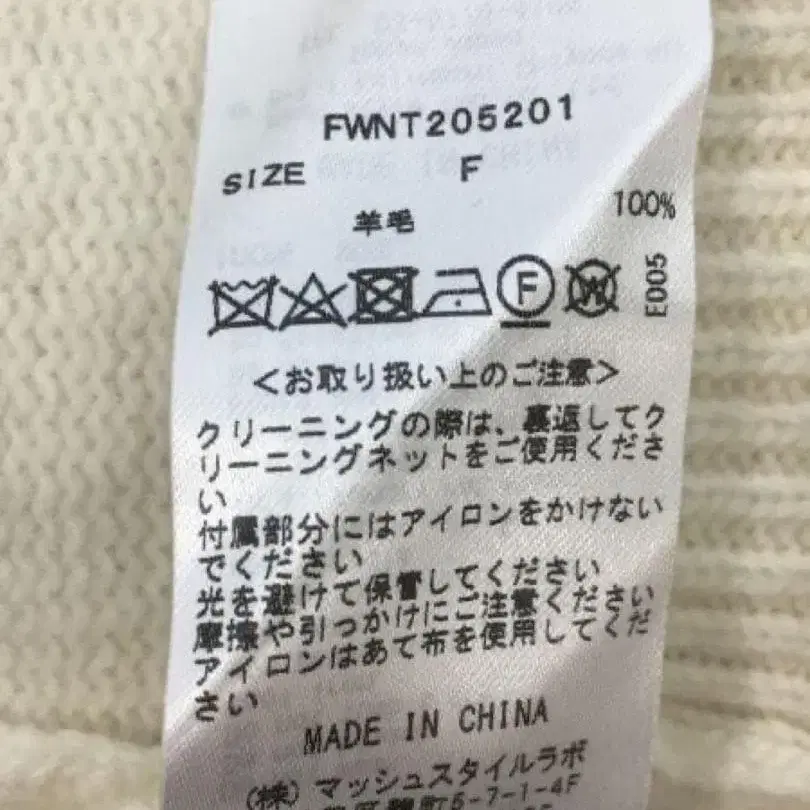 FWNT205201
SIZE F
羊毛 100%
F W
E005
<お取り扱い上のご注意>
クリーニングの際は、裏返してク
リーニングネットをご使用くださ
い
付属部分にはアイロンをかけない
でください
光を避けて保管してください
摩擦や引っかけにご注意ください
アイロンはあて布を使用してくだ
さい
MADE IN CHINA
(株)マッシュスタイルラボ
5-7-1-4F